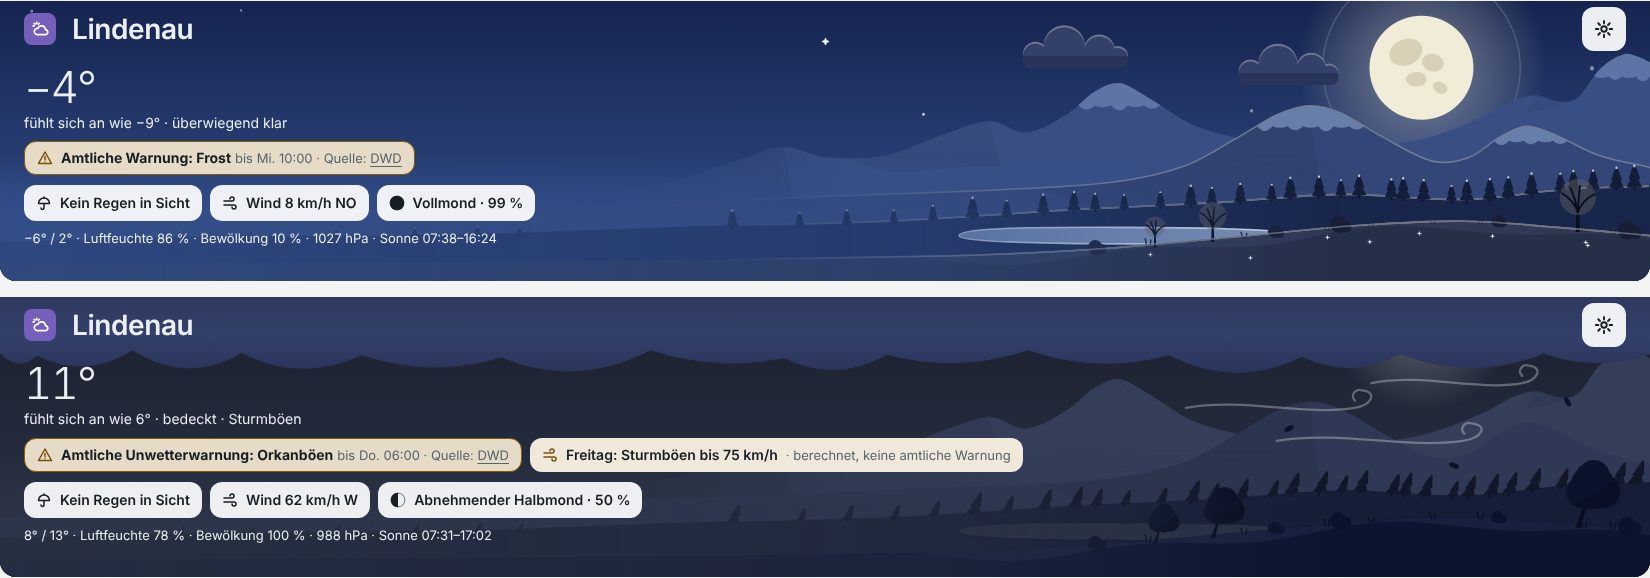 Lindenau
−4°
fühlt sich an wie −9° · überwiegend klar
Amtliche Warnung: Frost bis Mi. 10:00 · Quelle: DWD
Kein Regen in Sicht Wind 8 km/h NO Vollmond · 99 %
−6° / 2° · Luftfeuchte 86 % · Bewölkung 10 % · 1027 hPa · Sonne 07:38–16:24
Lindenau
11°
fühlt sich an wie 6° · bedeckt · Sturmböen
Amtliche Unwetterwarnung: Orkanböen bis Do. 06:00 · Quelle: DWD Freitag: Sturmböen bis 75 km/h · berechnet, keine amtliche Warnung
Kein Regen in Sicht Wind 62 km/h W Abnehmender Halbmond · 50 %
8° / 13° · Luftfeuchte 78 % · Bewölkung 100 % · 988 hPa · Sonne 07:31–17:02